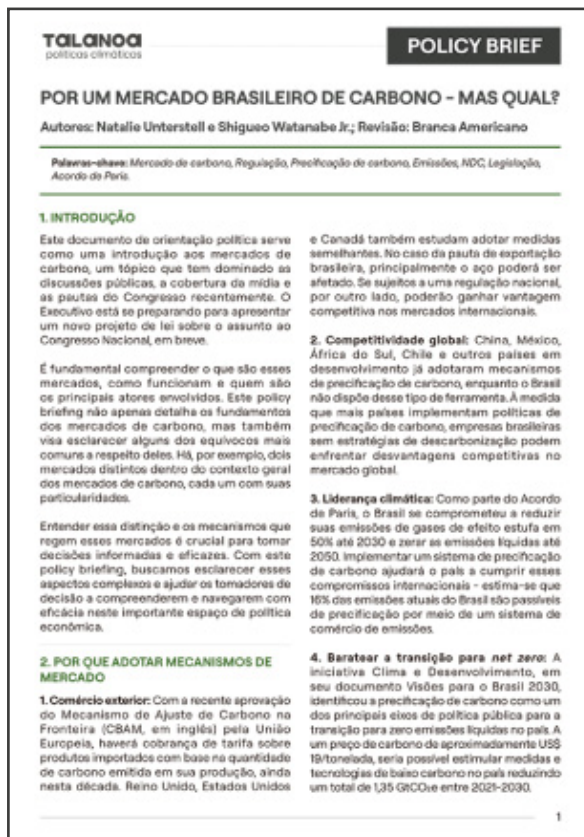 TALANOA
políticas climáticas
POLICY BRIEF
POR UM MERCADO BRASILEIRO DE CARBONO - MAS QUAL?
Autores: Natalie Unterstell e Shigueo Watanabe Jr.; Revisão: Branca Americano
Palavras-chave: Mercado de carbono, Regulação, Precificação de carbono, Emissões, NDC, Legislação,
Acordo de Paris.
1. INTRODUÇÃO
Este documento de orientação política serve
como uma introdução aos mercados de
carbono, um tópico que tem dominado as
discussões públicas, a cobertura da mídia e
as pautas do Congresso recentemente. O
Executivo está se preparando para apresentar
um novo projeto de lei sobre o assunto ao
Congresso Nacional, em breve.
É fundamental compreender o que são esses
mercados, como funcionam e quem são
os principais atores envolvidos. Este policy
briefing não apenas detalha os fundamentos
dos mercados de carbono, mas também
visa esclarecer alguns dos equívocos mais
comuns a respeito deles. Há, por exemplo, dois
mercados distintos dentro do contexto geral
dos mercados de carbono, cada um com suas
particularidades.
Entender essa distinção e os mecanismos que
regem esses mercados é crucial para tomar
decisões informadas e eficazes. Com este
policy briefing, buscamos esclarecer esses
aspectos complexos e ajudar os tomadores de
decisão a compreenderem e navegarem com
eficácia neste importante espaço de política
econômica.
2. POR QUE ADOTAR MECANISMOS DE
MERCADO
1. Comércio exterior: Com a recente aprovação
do Mecanismo de Ajuste de Carbono na
Fronteira (CBAM, em inglês) pela União
Europeia, haverá cobrança de tarifa sobre
produtos importados com base na quantidade
de carbono emitida em sua produção, ainda
nesta década. Reino Unido, Estados Unidos
e Canadá também estudam adotar medidas
semelhantes. No caso da pauta de exportação
brasileira, principalmente o aço poderá ser
afetado. Se sujeitos a uma regulação nacional,
por outro lado, poderão ganhar vantagem
competitiva nos mercados internacionais.
2. Competitividade global: China, México,
África do Sul, Chile e outros países em
desenvolvimento já adotaram mecanismos
de precificação de carbono, enquanto o Brasil
não dispõe desse tipo de ferramenta. À medida
que mais países implementam políticas de
precificação de carbono, empresas brasileiras
sem estratégias de descarbonização podem
enfrentar desvantagens competitivas no
mercado global.
3. Liderança climática: Como parte do Acordo
de Paris, o Brasil se comprometeu a reduzir
suas emissões de gases de efeito estufa em
50% até 2030 e zerar as emissões líquidas até
2050. Implementar um sistema de precificação
de carbono ajudará o país a cumprir esses
compromissos internacionais - estima-se que
16% das emissões atuais do Brasil são passíveis
de precificação por meio de um sistema de
comércio de emissões.
4. Baratear a transição para net zero: A
iniciativa Clima e Desenvolvimento, em
seu documento Visões para o Brasil 2030,
identificou a precificação de carbono como um
dos principais eixos de política pública para a
transição para zero emissões líquidas no país. A
um preço de carbono de aproximadamente US$
19/tonelada, seria possível estimular medidas e
tecnologias de baixo carbono no país reduzindo
um total de 1,35 GtCO₂e entre 2021-2030.
1